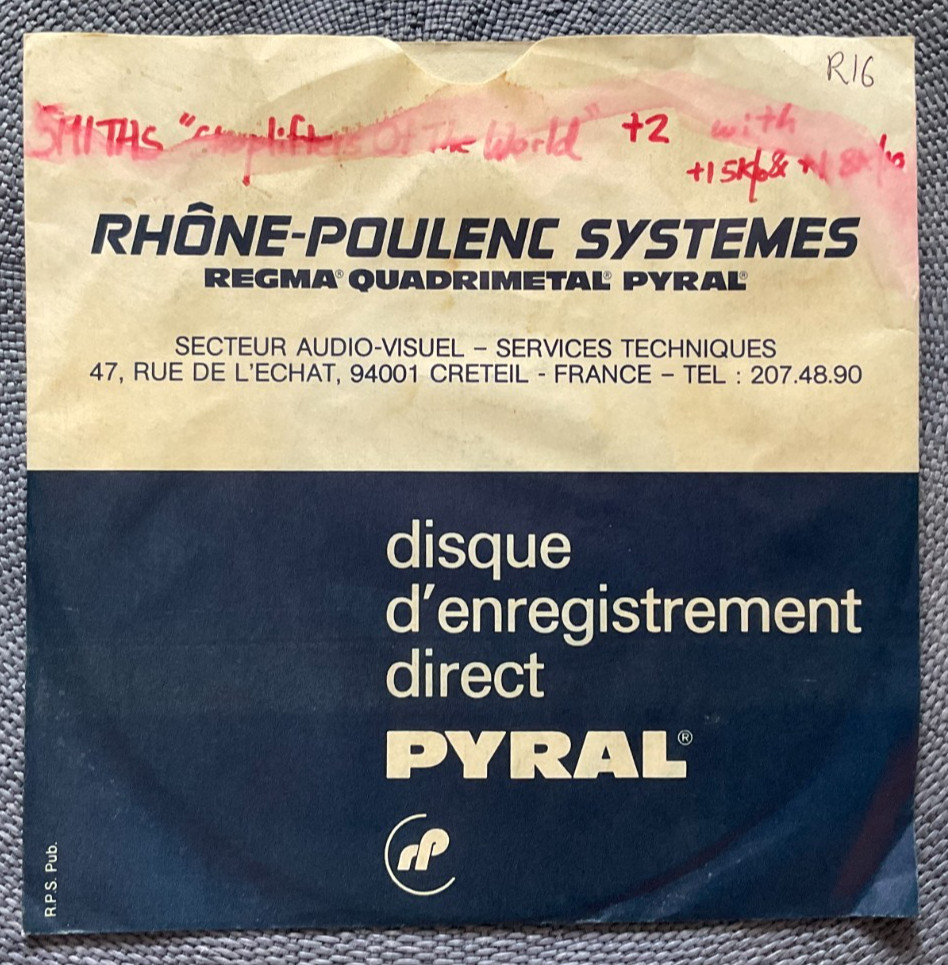 R16
SMITHS "Shoplifters Of The World" +2 with
+1 5K/o & +1 8K/10
RHÔNE-POULENC SYSTEMES
REGMA® QUADRIMETAL® PYRAL®
SECTEUR AUDIO-VISUEL – SERVICES TECHNIQUES
47, RUE DE L'ECHAT, 94001 CRETEIL - FRANCE – TEL : 207.48.90
disque
d'enregistrement
direct
PYRAL®
rP
R.P.S. Pub.